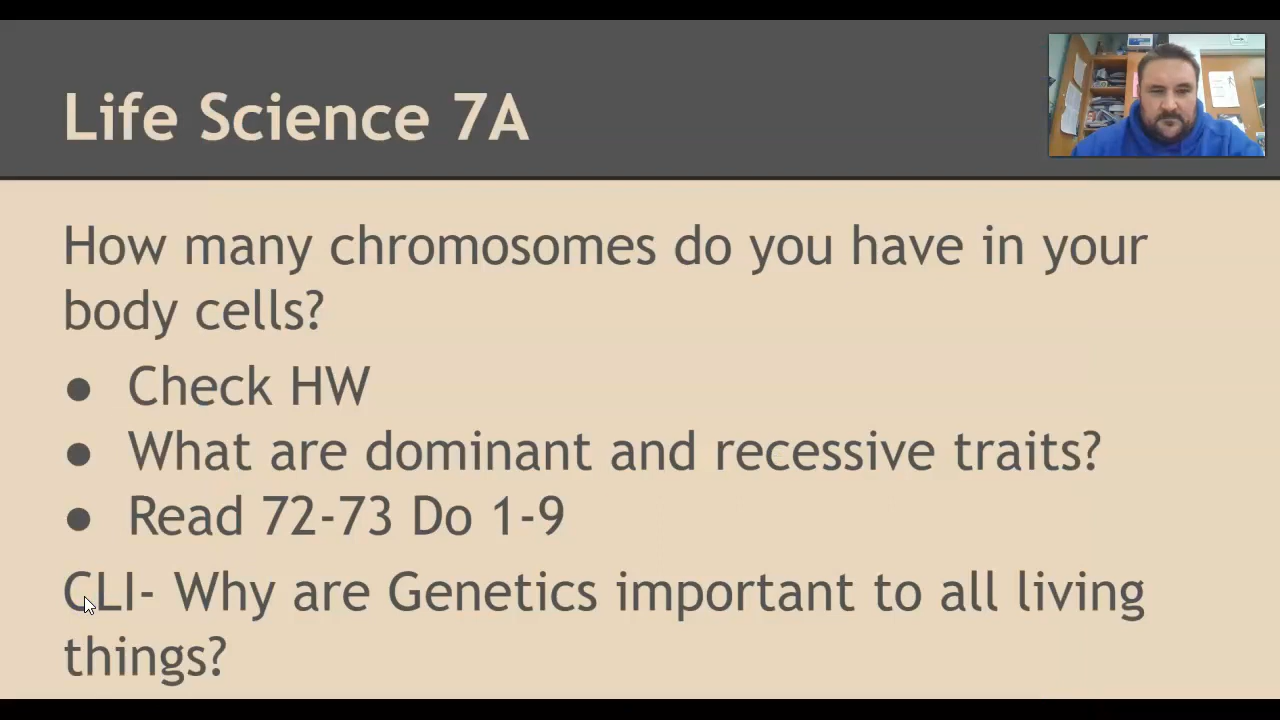 Life Science 7A
How many chromosomes do you have in your
body cells?
● Check HW
● What are dominant and recessive traits?
● Read 72-73 Do 1-9
CLI- Why are Genetics important to all living
things?